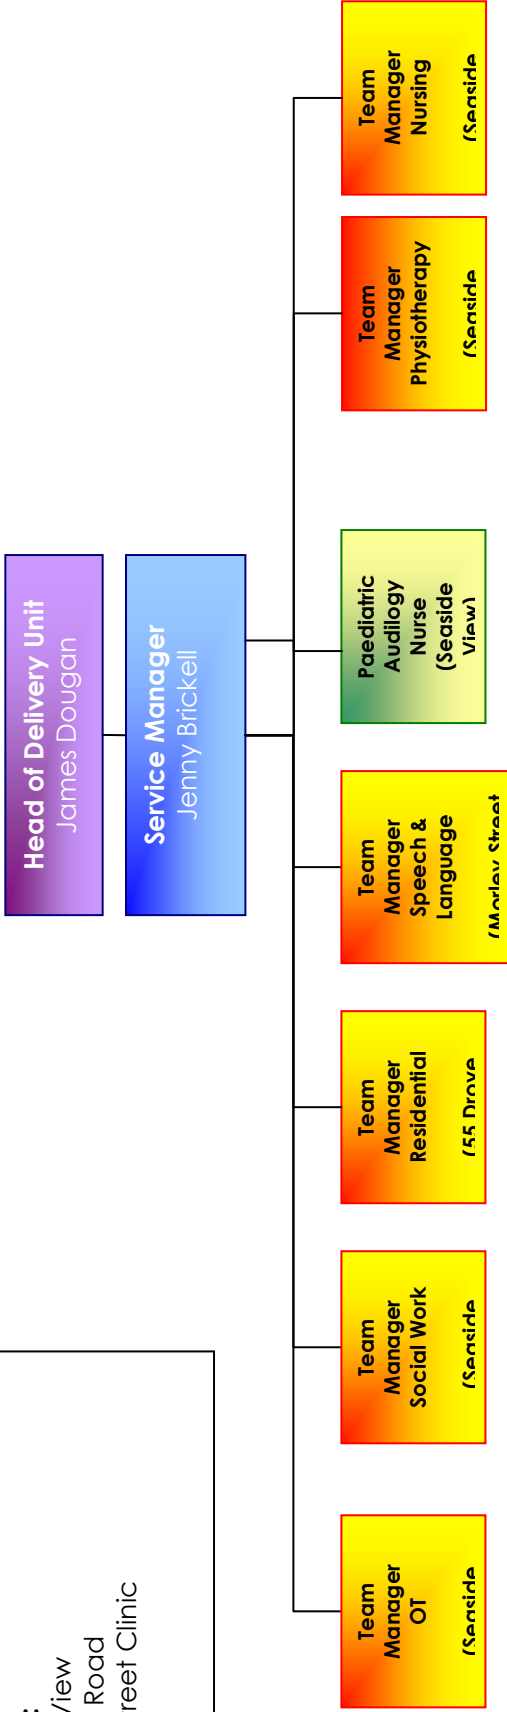 View
Road
reet Clinic
Head of Delivery Unit
James Dougan
Service Manager
Jenny Brickell
Team
Manager
OT
(Seaside
Team
Manager
Social Work
(Seaside
Team
Manager
Residential
(55 Drove
Team
Manager
Speech &
Language
(Morley Street
Paediatric
Audilogy
Nurse
(Seaside
View)
Team
Manager
Physiotherapy
(Seaside
Team
Manager
Nursing
(Seaside